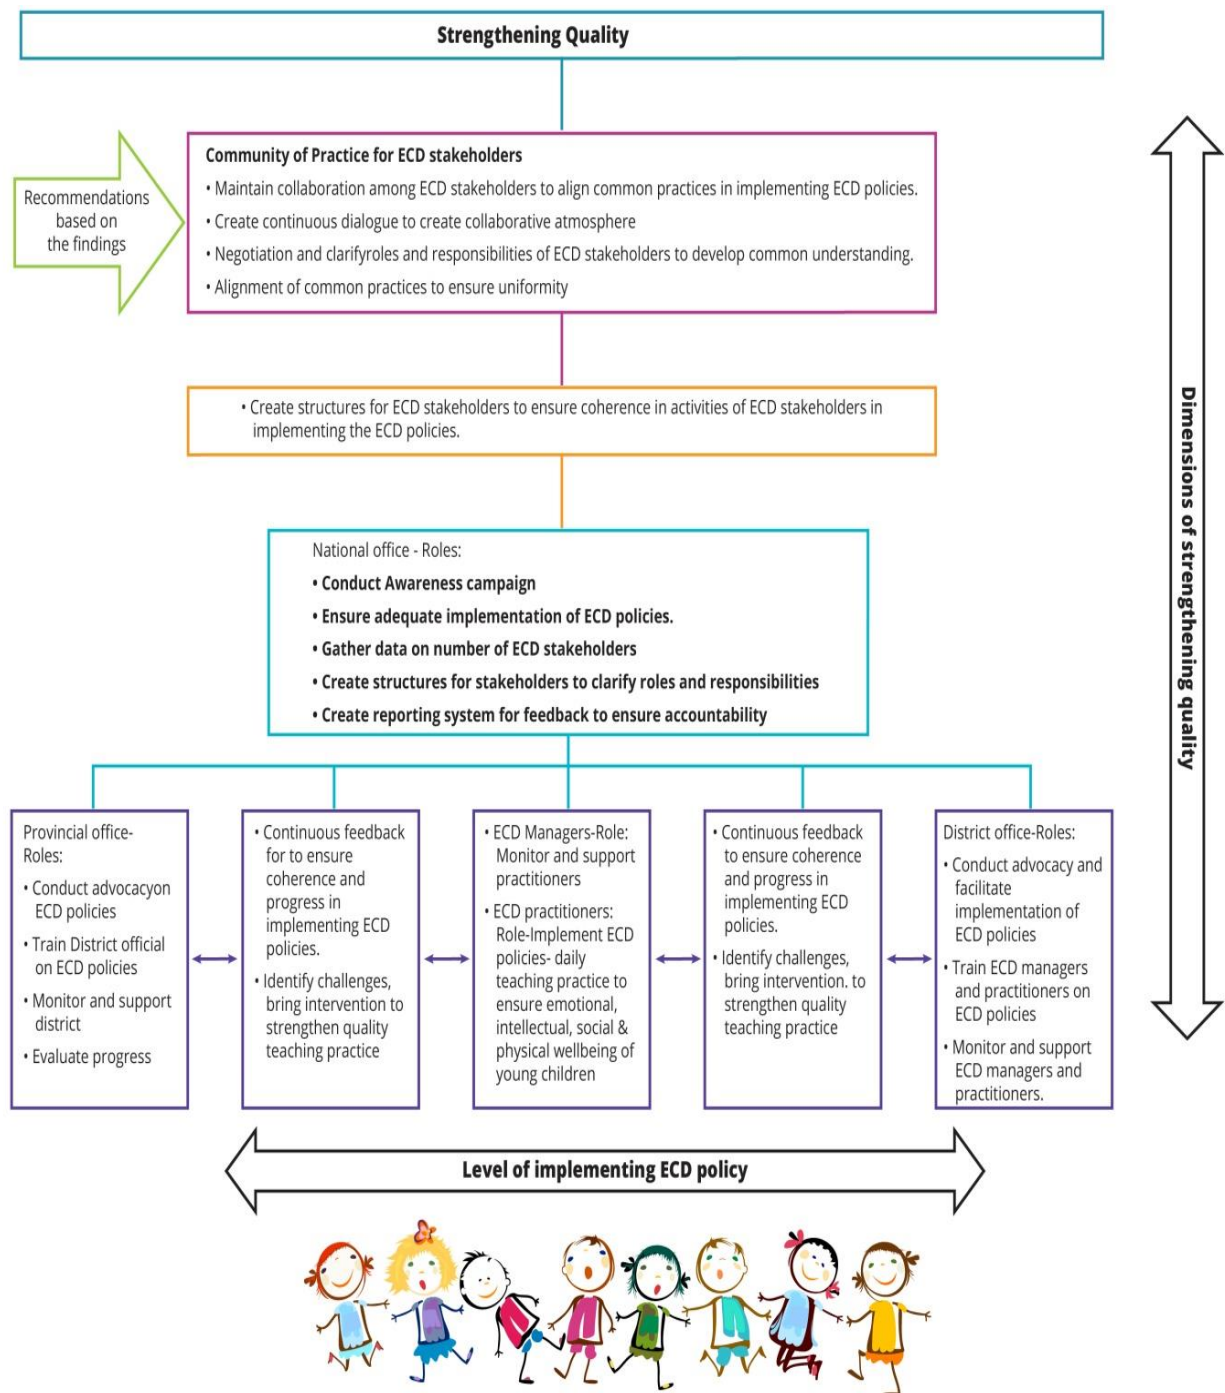 Strengthening Quality
Recommendations
based on
the findings
Community of Practice for ECD stakeholders
• Maintain collaboration among ECD stakeholders to align common practices in implementing ECD policies.
• Create continuous dialogue to create collaborative atmosphere
• Negotiation and clarifyroles and responsibilities of ECD stakeholders to develop common understanding.
• Alignment of common practices to ensure uniformity
• Create structures for ECD stakeholders to ensure coherence in activities of ECD stakeholders in
implementing the ECD policies.
National office - Roles:
• Conduct Awareness campaign
• Ensure adequate implementation of ECD policies.
• Gather data on number of ECD stakeholders
• Create structures for stakeholders to clarify roles and responsibilities
• Create reporting system for feedback to ensure accountability
Provincial office-
Roles:
• Conduct advocacyon
ECD policies
• Train District official
on ECD policies
• Monitor and support
district
• Evaluate progress
• Continuous feedback
for to ensure
coherence and
progress in
implementing ECD
policies.
• Identify challenges,
bring intervention to
strengthen quality
teaching practice
• ECD Managers-Role:
Monitor and support
practitioners
• ECD practitioners:
Role-Implement ECD
policies- daily
teaching practice to
ensure emotional,
intellectual, social &
physical wellbeing of
young children
• Continuous feedback
to ensure coherence
and progress in
implementing ECD
policies.
• Identify challenges,
bring intervention. to
strengthen quality
teaching practice
District office-Roles:
• Conduct advocacy and
facilitate
implementation of
ECD policies
• Train ECD managers
and practitioners on
ECD policies
• Monitor and support
ECD managers and
practitioners.
Dimensions of strengthening quality
Level of implementing ECD policy